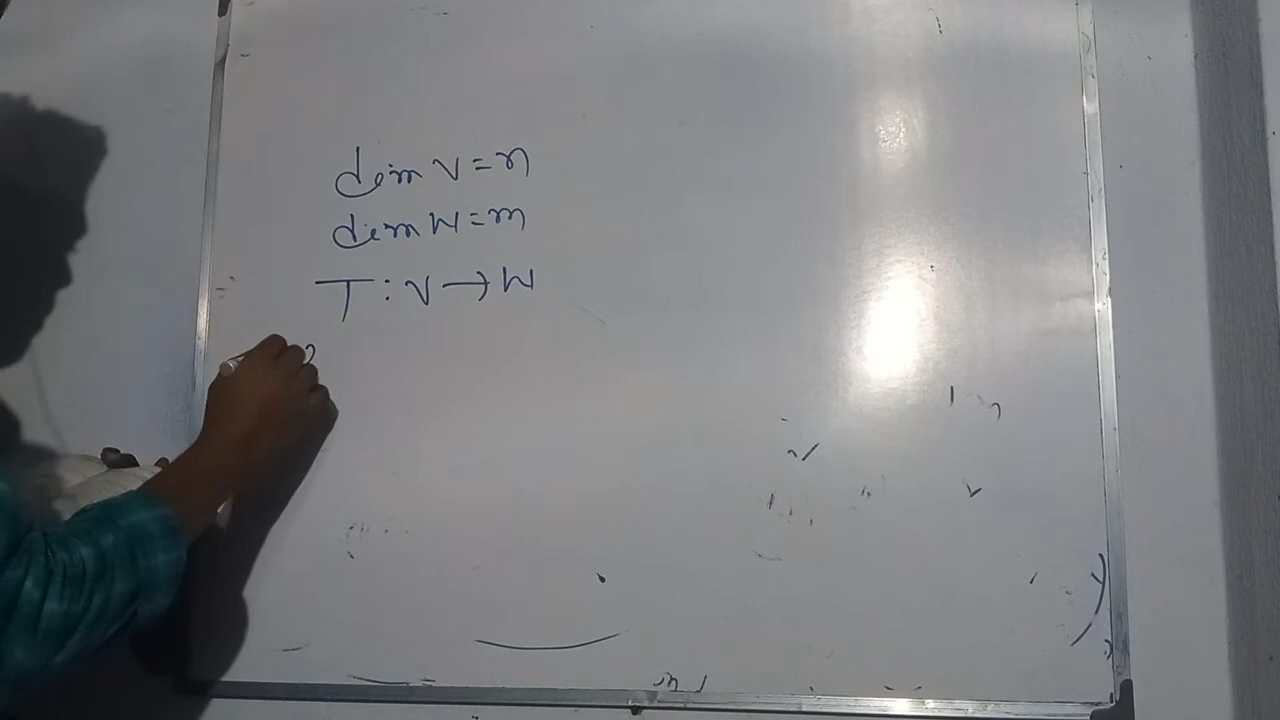 dim V = n
dim W = m
T : V → W